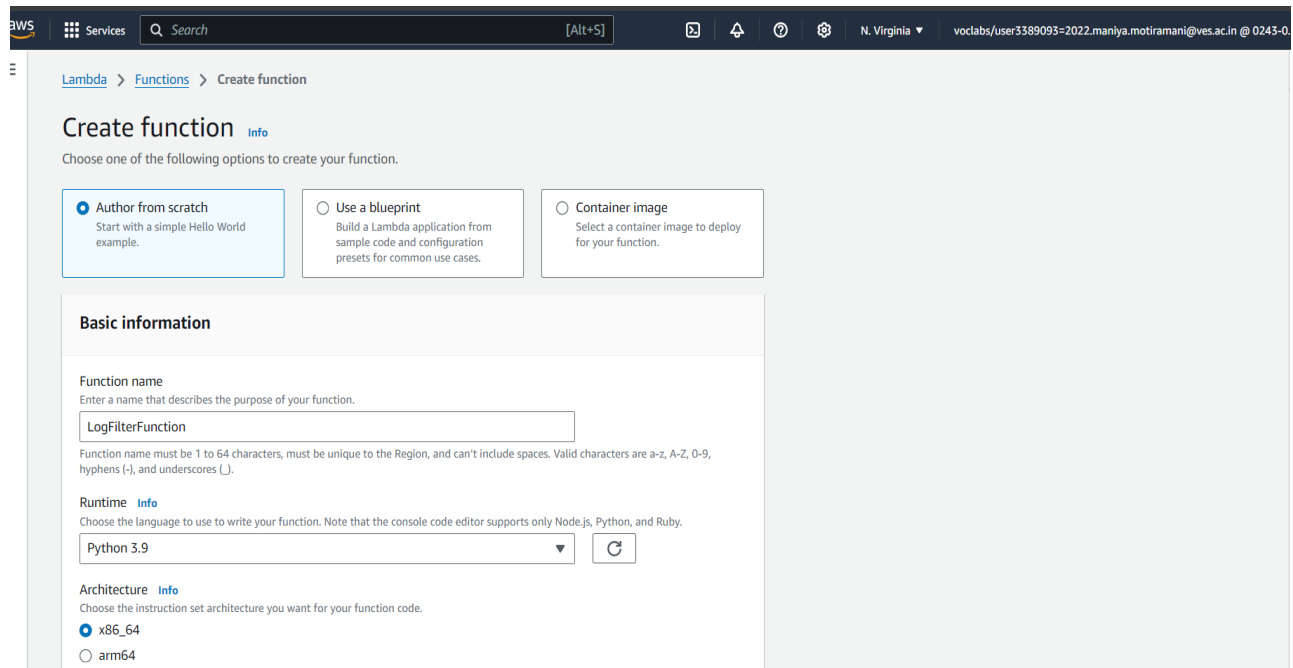 aws
Services
Search
[Alt+S]
N. Virginia
voclabs/user3389093=2022.maniya.motiramani@ves.ac.in @ 0243-0.
Lambda > Functions > Create function
Create function Info
Choose one of the following options to create your function.
Author from scratch
Start with a simple Hello World
example.
Use a blueprint
Build a Lambda application from
sample code and configuration
presets for common use cases.
Container image
Select a container image to deploy
for your function.
Basic information
Function name
Enter a name that describes the purpose of your function.
LogFilterFunction
Function name must be 1 to 64 characters, must be unique to the Region, and can't include spaces. Valid characters are a-z, A-Z, 0-9,
hyphens (-), and underscores (_).
Runtime Info
Choose the language to use to write your function. Note that the console code editor supports only Node.js, Python, and Ruby.
Python 3.9
Architecture Info
Choose the instruction set architecture you want for your function code.
x86_64
arm64